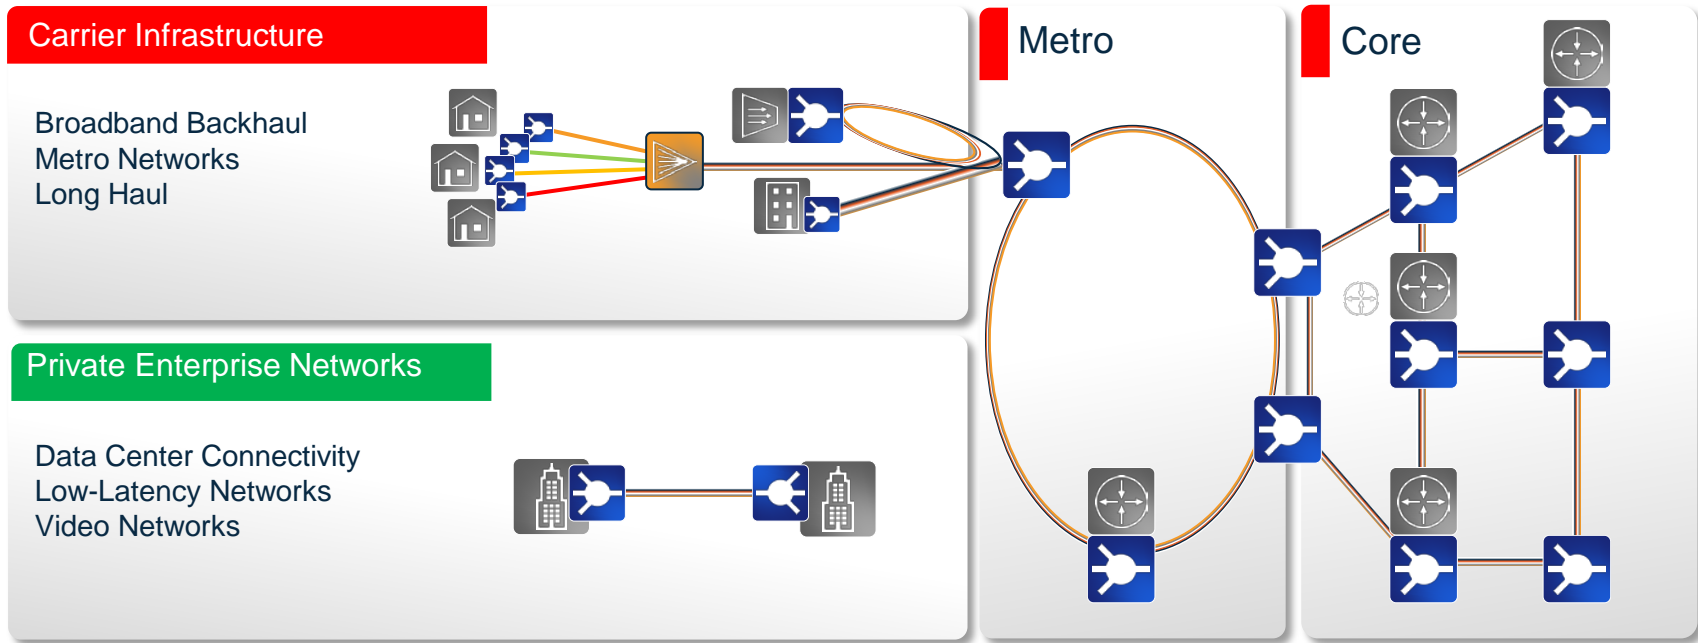 Carrier Infrastructure
Broadband Backhaul
Metro Networks
Long Haul
Metro
Core
Private Enterprise Networks
Data Center Connectivity
Low-Latency Networks
Video Networks